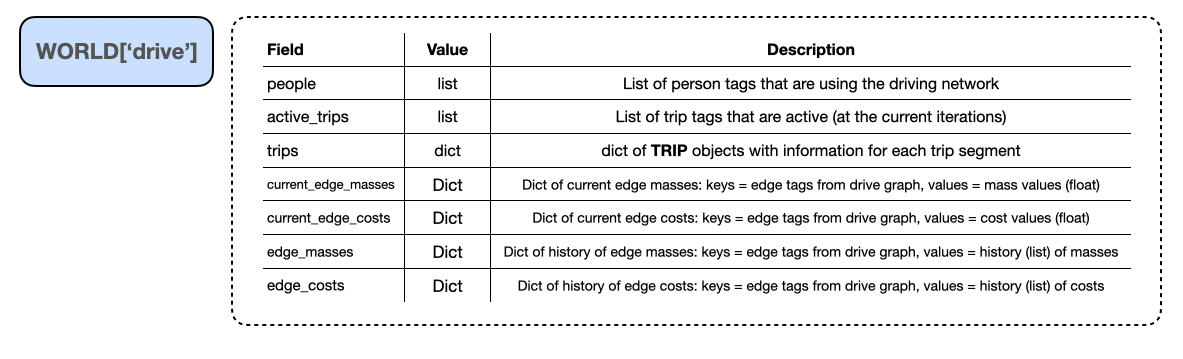 WORLD[‘drive’]
Field Value Description
people list List of person tags that are using the driving network
active_trips list List of trip tags that are active (at the current iterations)
trips dict dict of TRIP objects with information for each trip segment
current_edge_masses Dict Dict of current edge masses: keys = edge tags from drive graph, values = mass values (float)
current_edge_costs Dict Dict of current edge costs: keys = edge tags from drive graph, values = cost values (float)
edge_masses Dict Dict of history of edge masses: keys = edge tags from drive graph, values = history (list) of masses
edge_costs Dict Dict of history of edge costs: keys = edge tags from drive graph, values = history (list) of costs